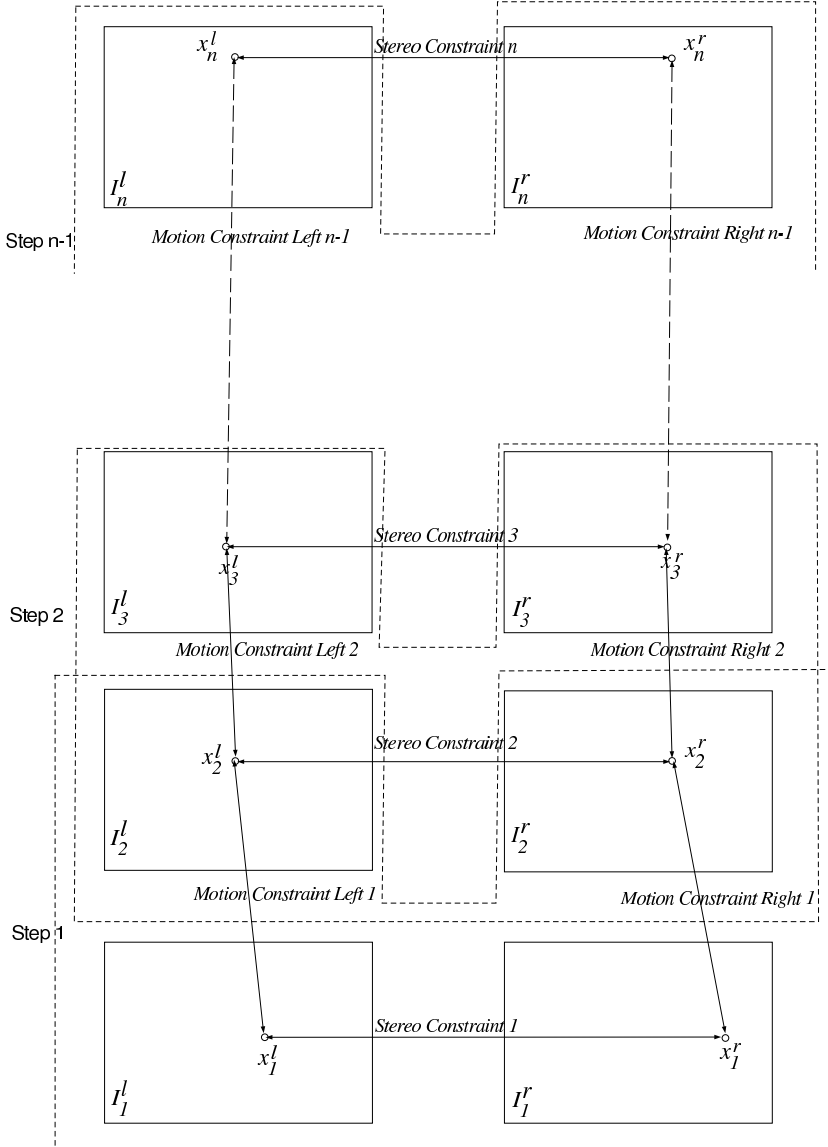 x_n^l Stereo Constraint n x_n^r
I_n^l I_n^r
Step n-1 Motion Constraint Left n-1 Motion Constraint Right n-1
Stereo Constraint 3
x_3^l x_3^r
I_3^l I_3^r
Step 2
Motion Constraint Left 2 Motion Constraint Right 2
x_2^l Stereo Constraint 2 x_2^r
I_2^l I_2^r
Motion Constraint Left 1 Motion Constraint Right 1
Step 1
Stereo Constraint 1
x_1^l x_1^r
I_1^l I_1^r